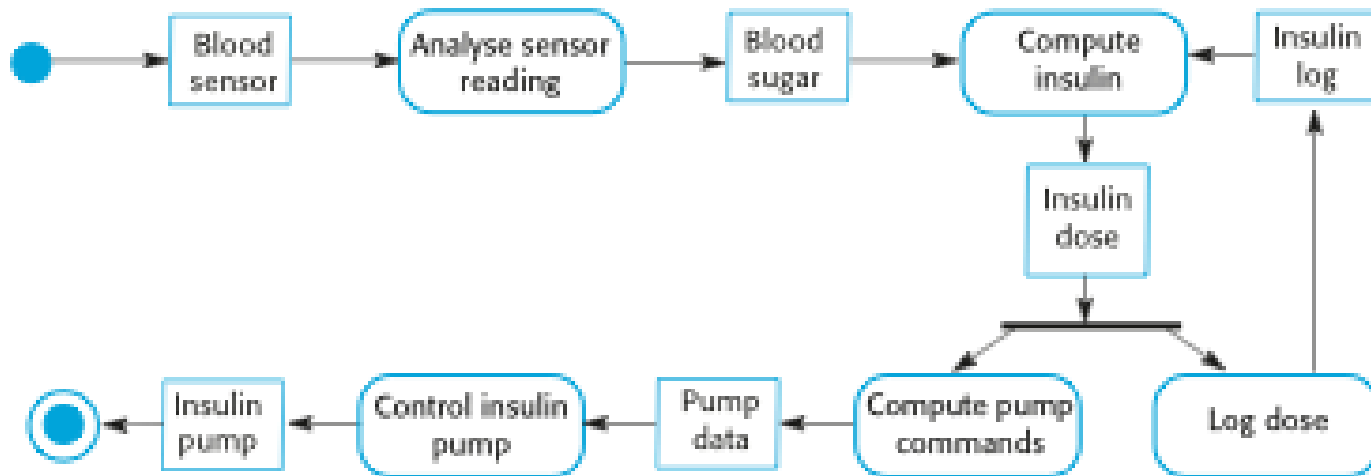 Blood
sensor
Analyse sensor
reading
Blood
sugar
Compute
insulin
Insulin
log
Insulin
dose
Insulin
pump
Control insulin
pump
Pump
data
Compute pump
commands
Log dose